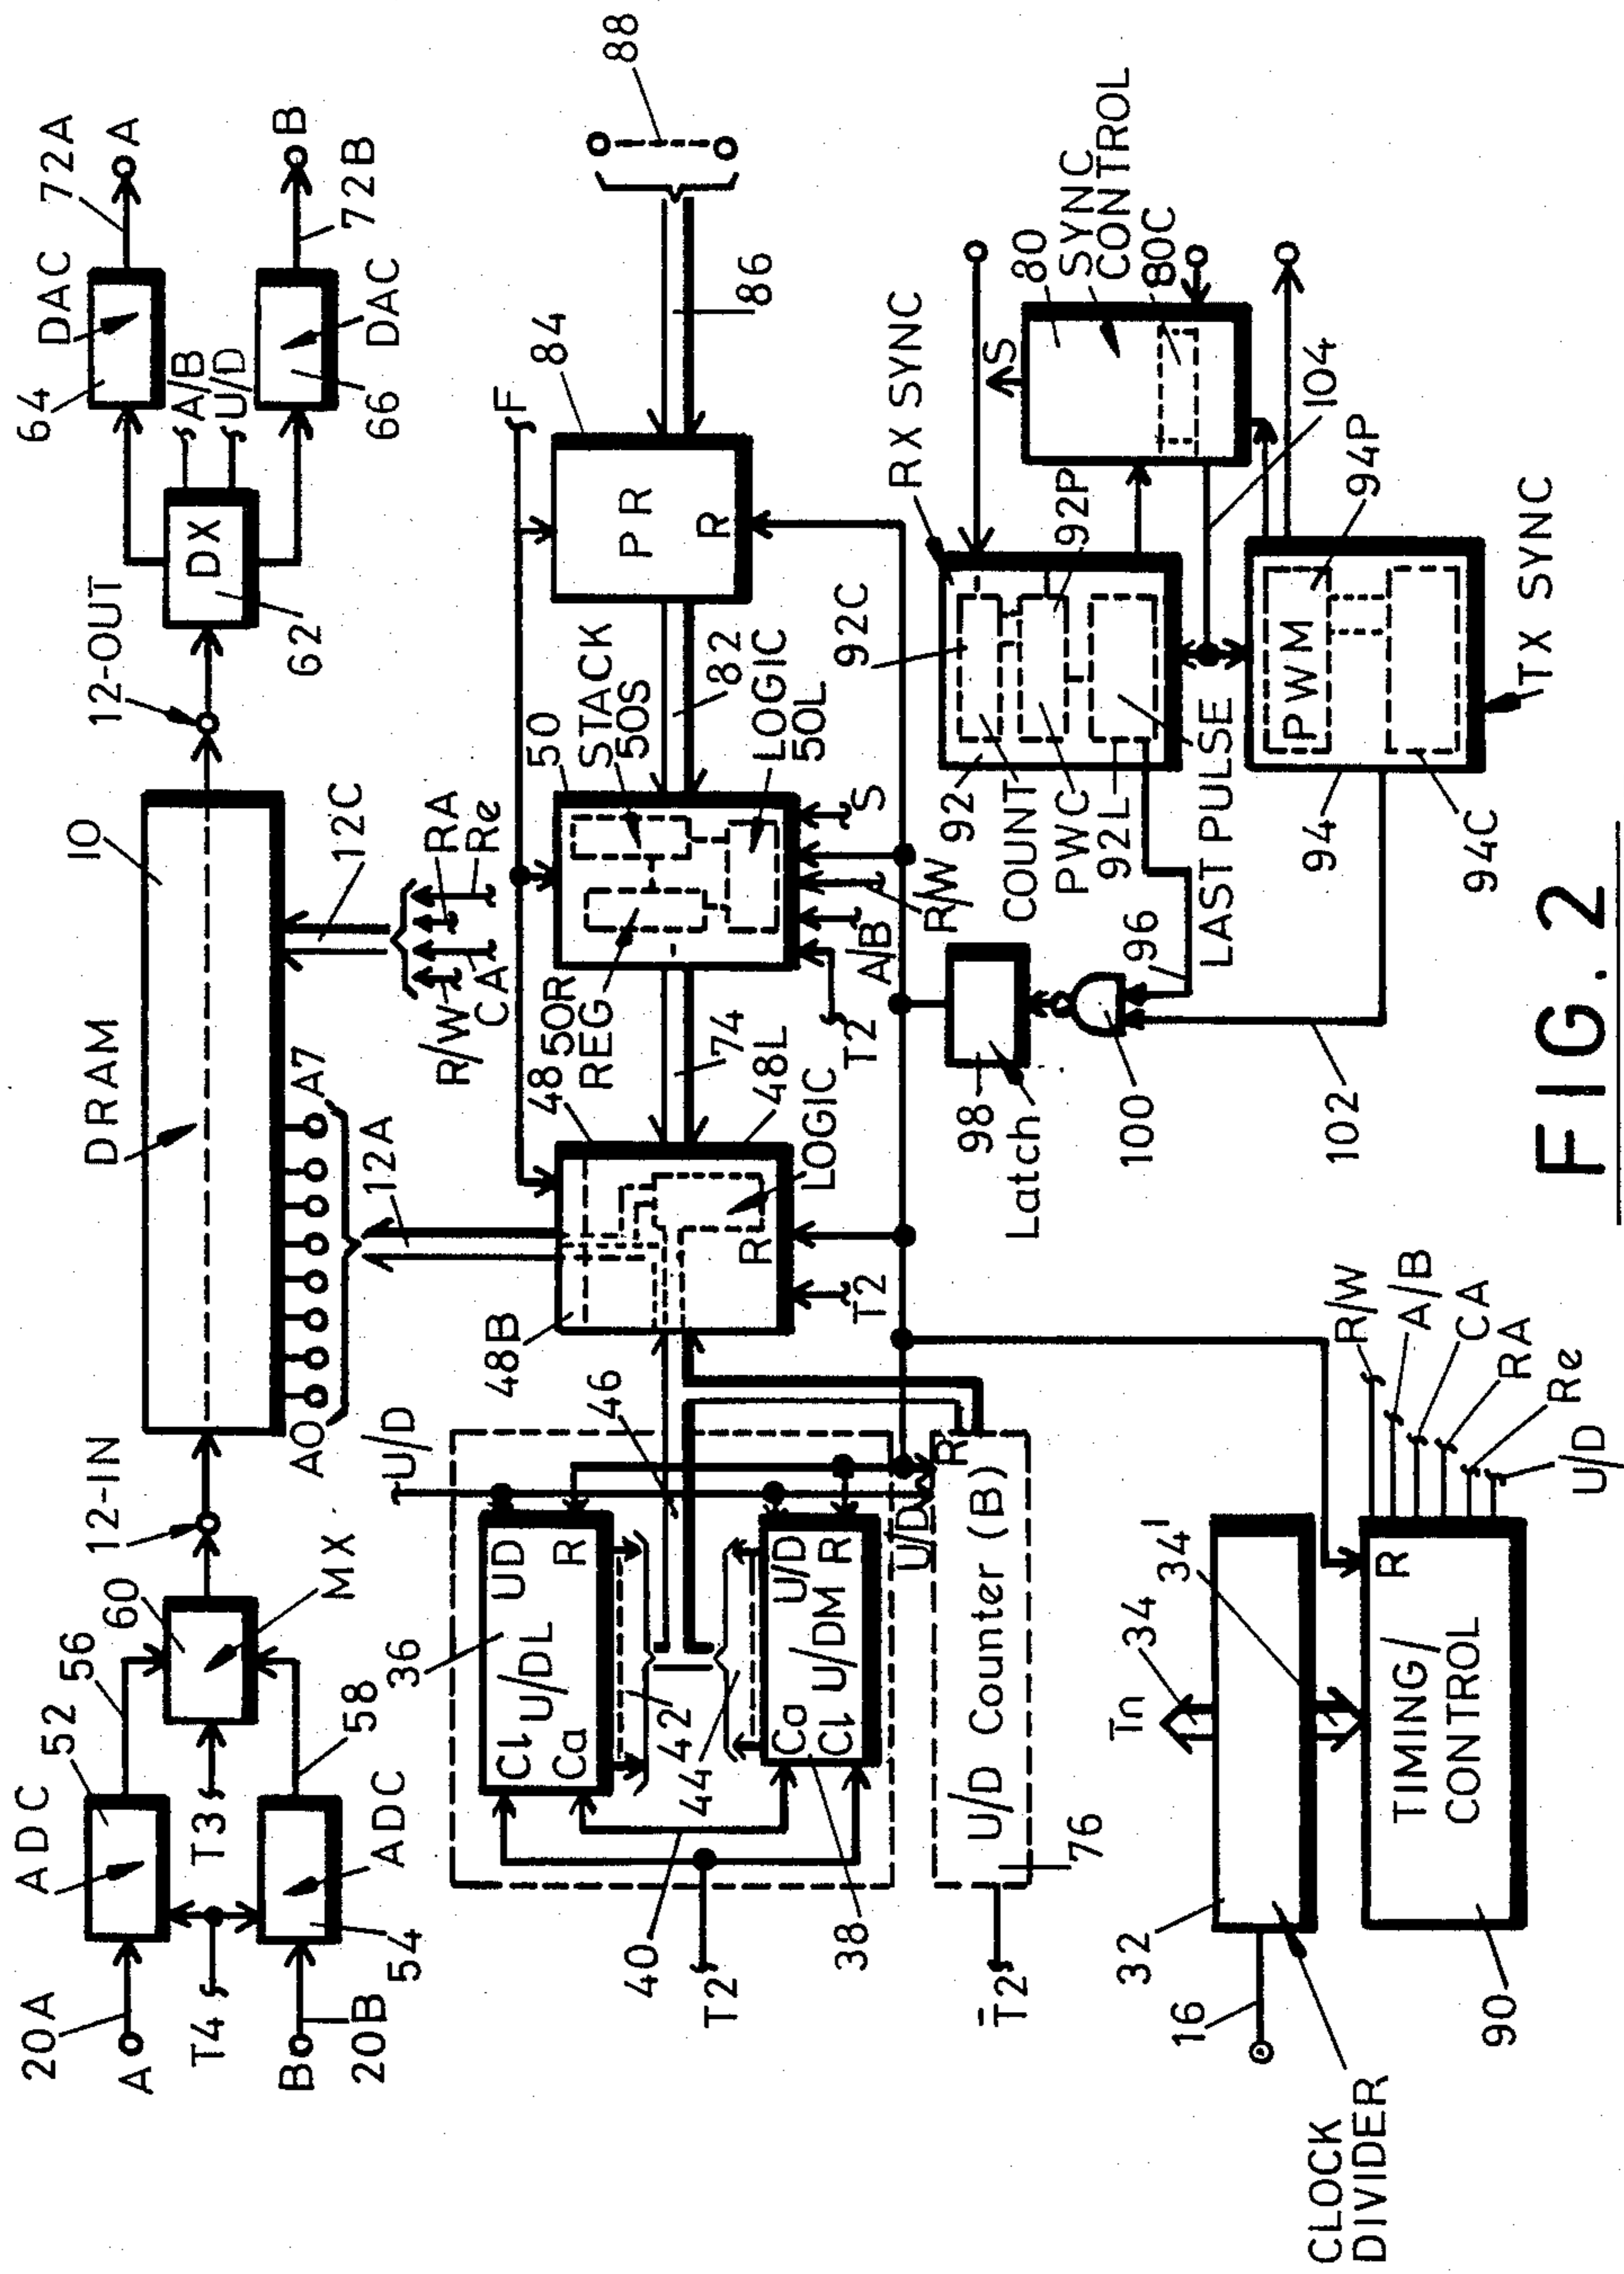 20A
A
ADC
52
56
60
12-IN
DRAM
10
12-OUT
64
DAC
72A
A
T4
T3
MX
A0
A7
DX
A/B
U/D
B
20B
54
ADC
58
12A
12C
62'
66
DAC
72B
B
R/W
CA
RA
Re
U/D
48B
48
50R
REG
50
STACK
50S
84
F
88
36
Cl
UD
U/DL
Ca
R
46
R
LOGIC
48L
74
LOGIC
50L
82
P R
R
86
42
44
40
Ca
U/D
U/DM
Cl
R
38
T2
T2
T2
A/B
R/W
S
U/D
R
U/D Counter (B)
76
T̄2
98
Latch
100
96
102
92C
RX SYNC
92
COUNT
PWC
92P
92L
LAST PULSE
S
80
SYNC
CONTROL
80C
104
PWM
94P
94
94C
TX SYNC
16
32
CLOCK
DIVIDER
Tn
34
34'
90
TIMING/
CONTROL
R
R/W
A/B
CA
RA
Re
U/D
FIG. 2